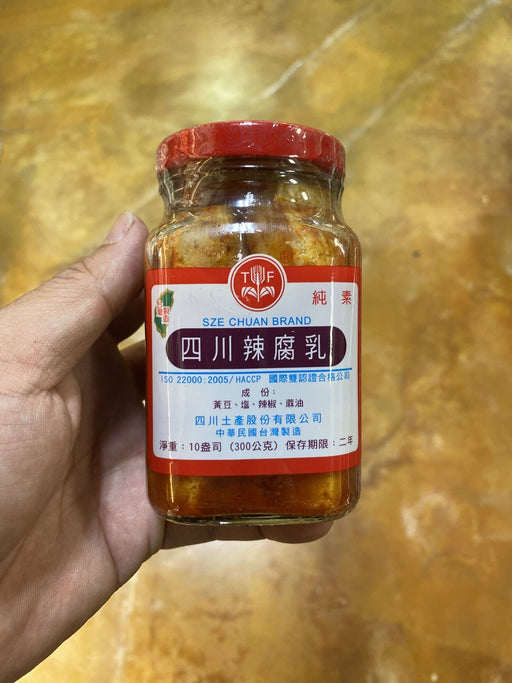 T F
純素
SZE CHUAN BRAND
四川辣腐乳
ISO 22000:2005/HACCP 國際雙認證合格公司
成份:
黃豆、塩、辣椒、蔴油
四川土產股份有限公司
中華民國台灣製造
淨重:10盎司(300公克)保存期限:二年